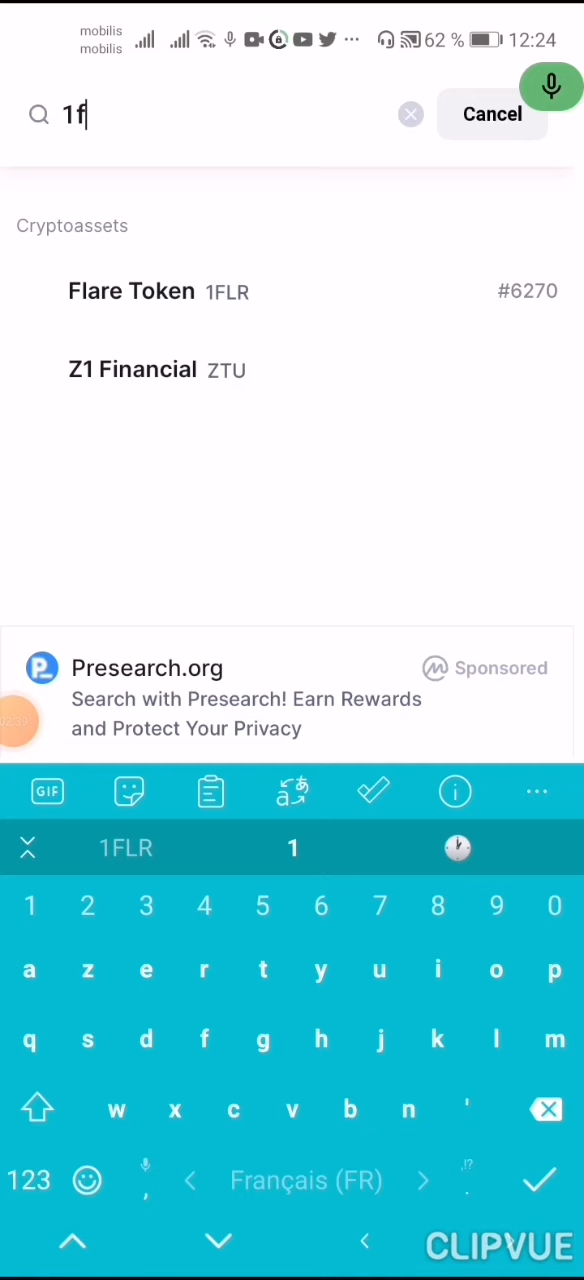 mobilis
mobilis
62 % 12:24
1f
Cancel
Cryptoassets
Flare Token 1FLR #6270
Z1 Financial ZTU
Presearch.org Sponsored
Search with Presearch! Earn Rewards
and Protect Your Privacy
GIF
1FLR 1
1 2 3 4 5 6 7 8 9 0
a z e r t y u i o p
q s d f g h j k l m
w x c v b n '
123 , < Français (FR) > .,!?
CLIPVUE